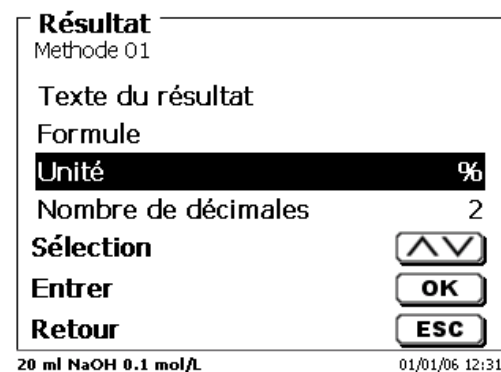 Résultat
Methode 01
Texte du résultat
Formule
Unité %
Nombre de décimales 2
Sélection
Entrer OK
Retour ESC
20 ml NaOH 0.1 mol/L 01/01/06 12:31